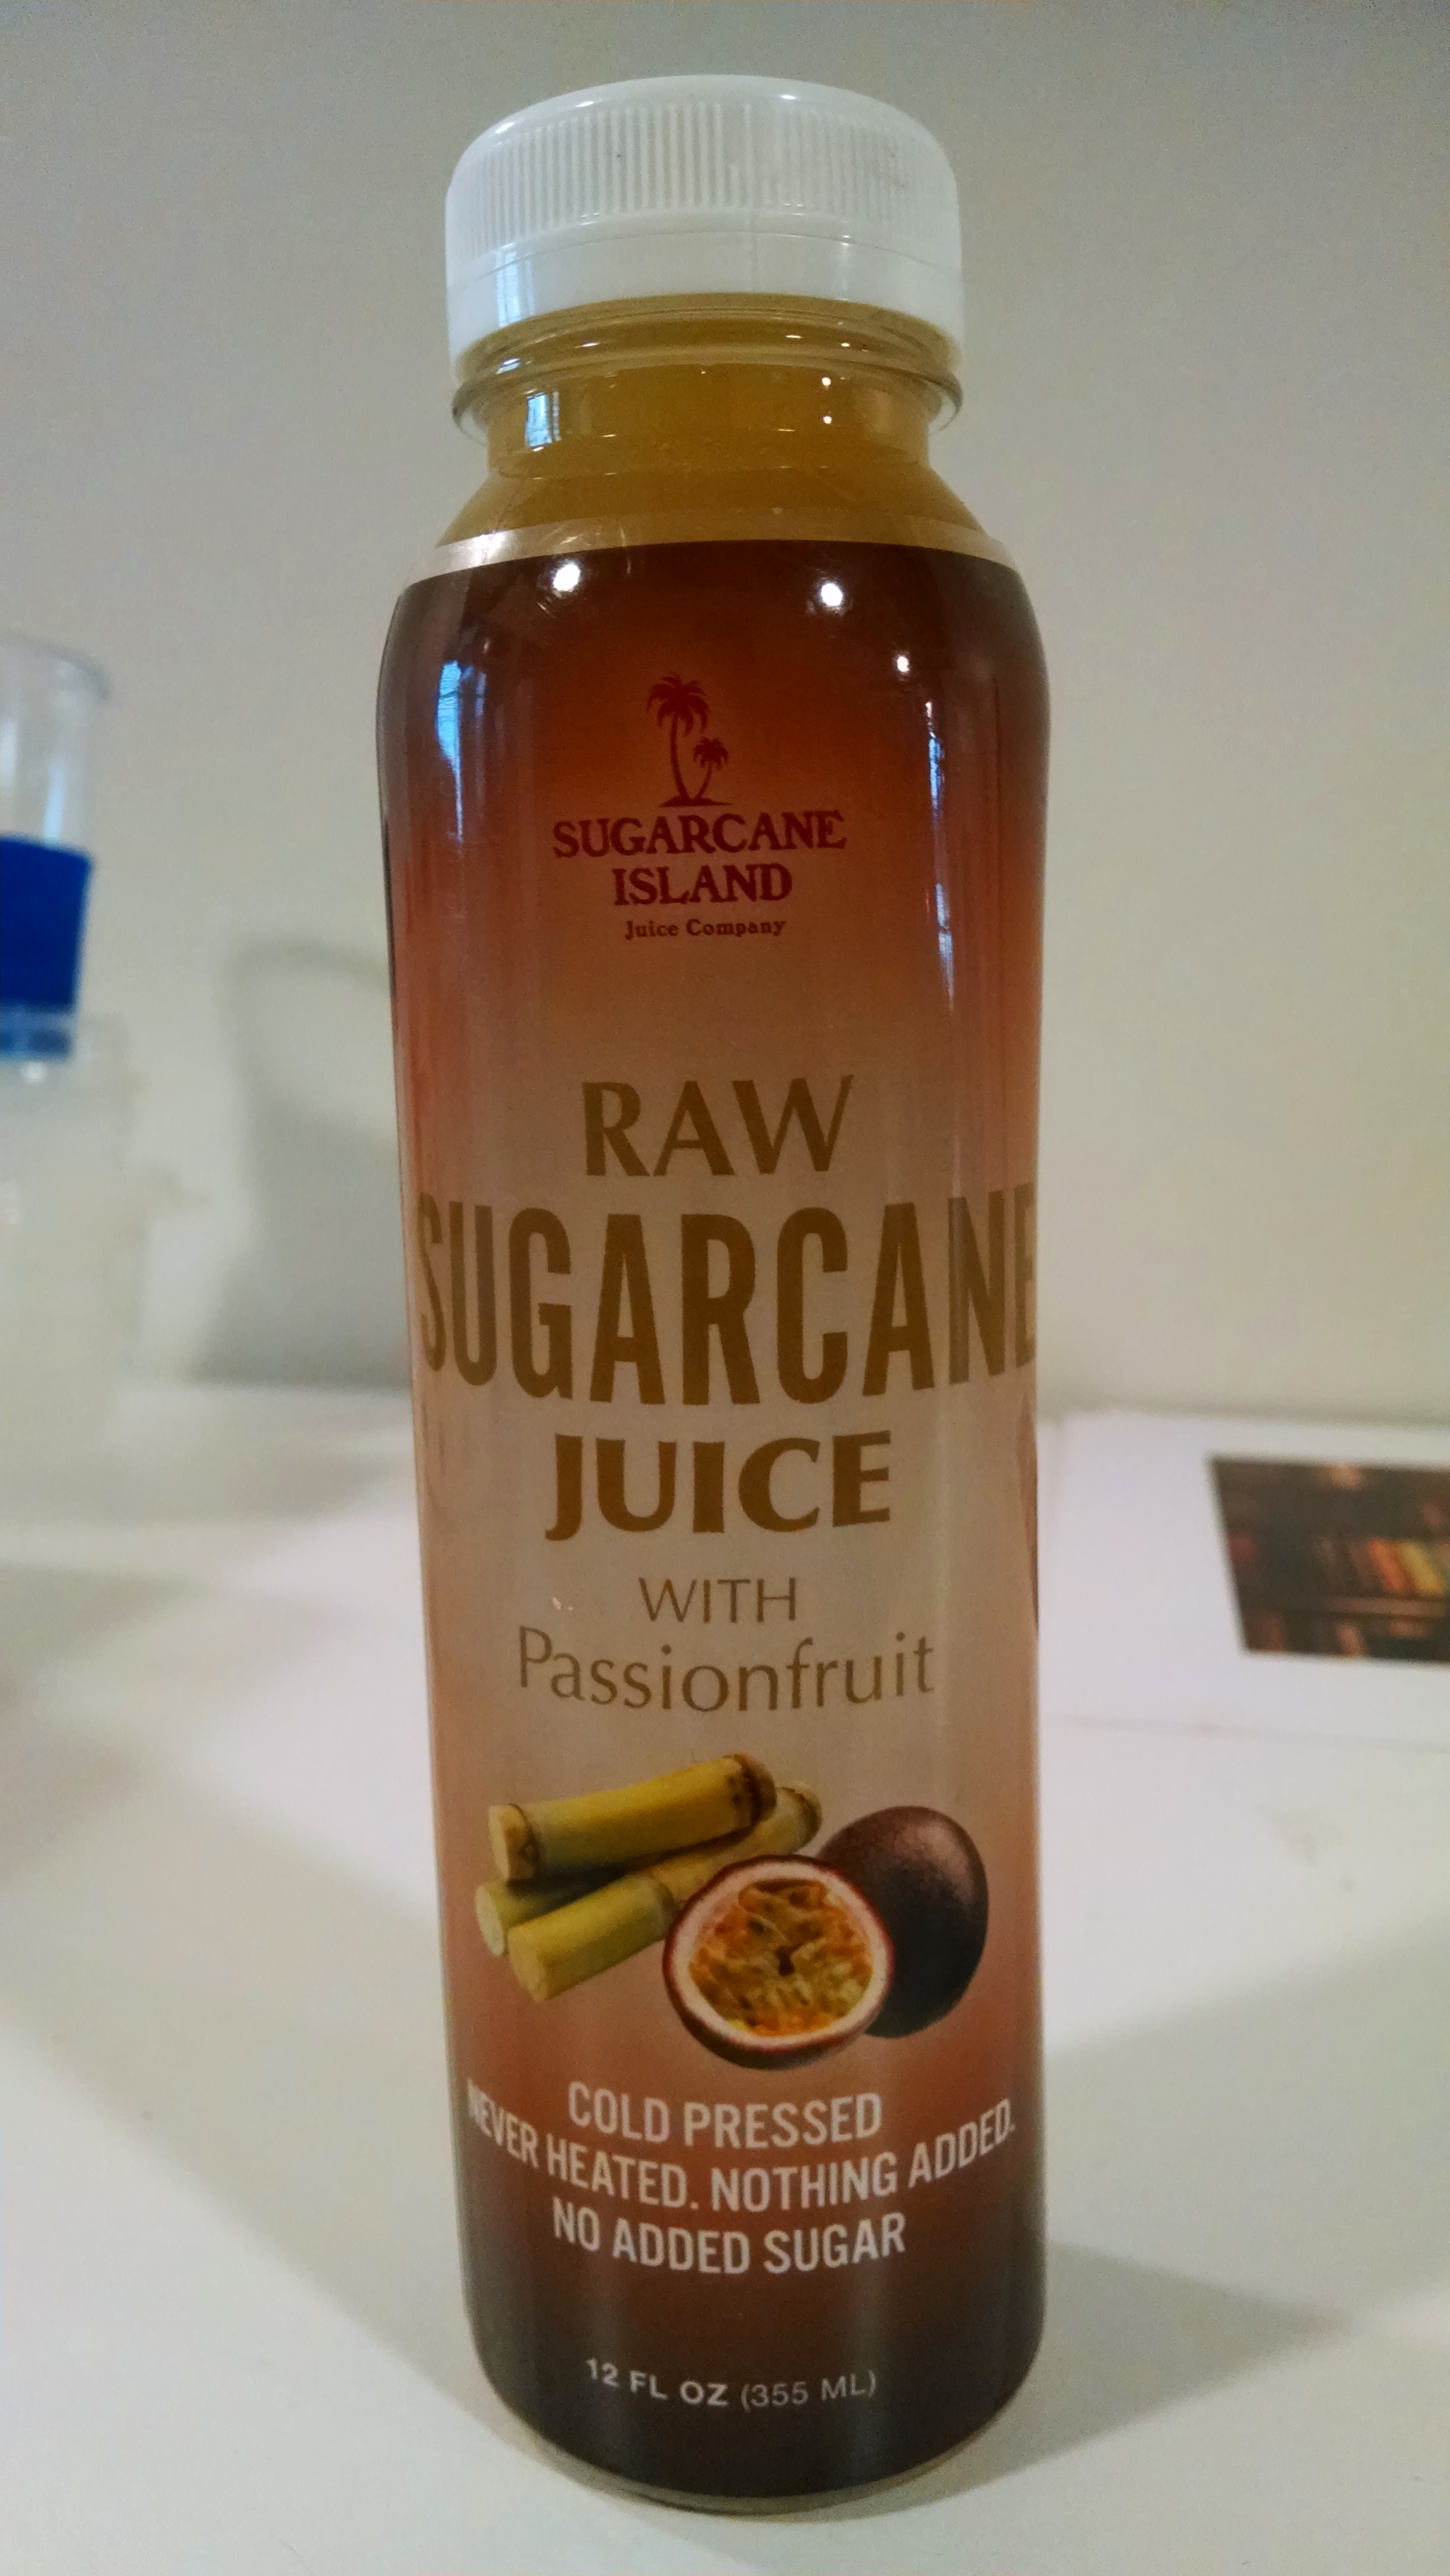 SUGARCANE
ISLAND
Juice Company
RAW
SUGARCANE
JUICE
WITH
Passionfruit
COLD PRESSED
NEVER HEATED. NOTHING ADDED.
NO ADDED SUGAR
12 FL OZ (355 ML)